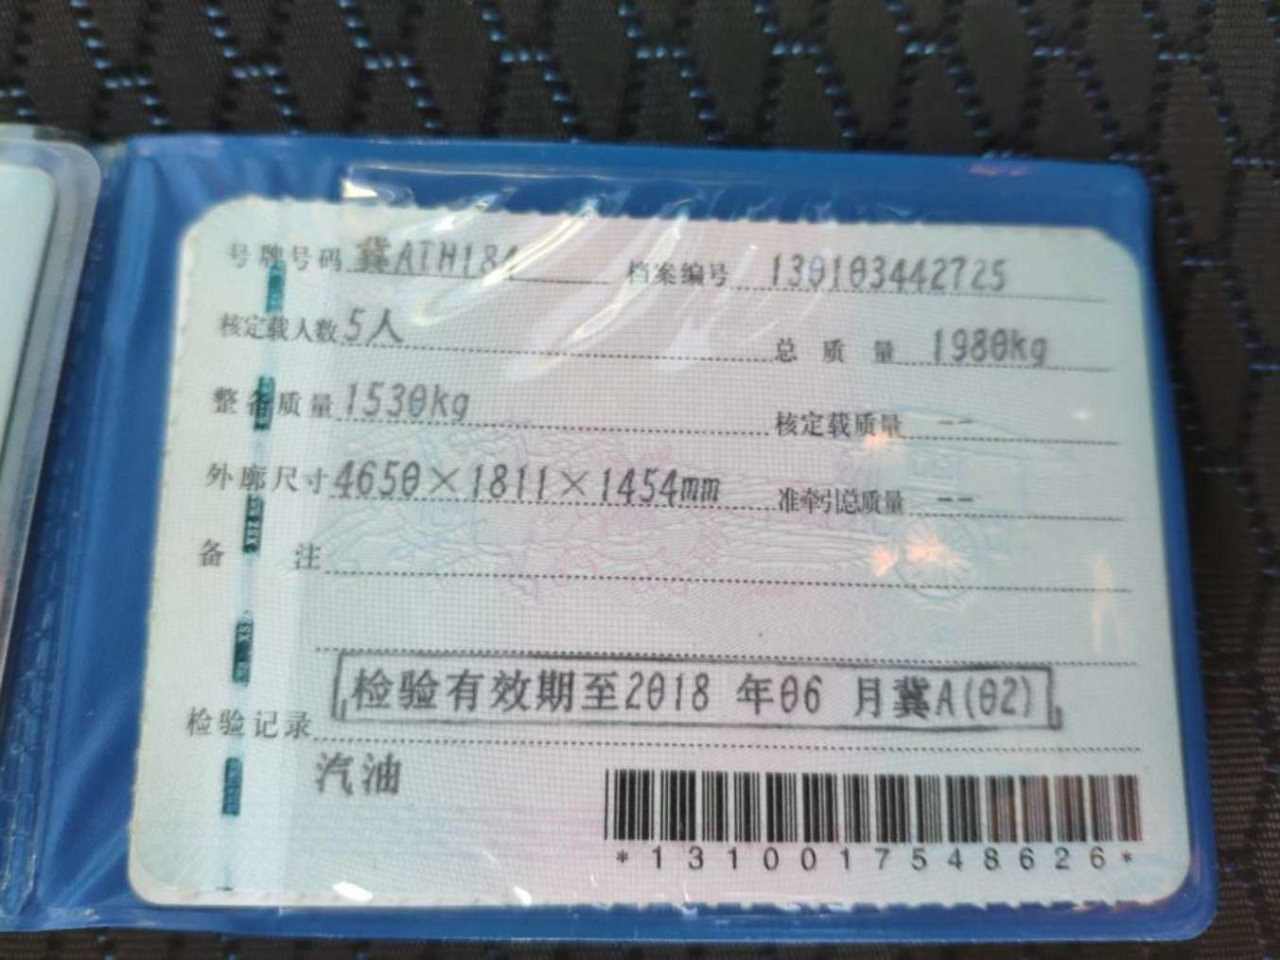 号牌号码 冀ATH184 档案编号 130103442725
核定载人数 5人 总质量 1980kg
整备质量 1530kg 核定载质量 --
外廓尺寸 4650×1811×1454mm 准牵引总质量 --
备注
检验记录 检验有效期至2018 年06 月冀A(02)
汽油
*1310017548626*